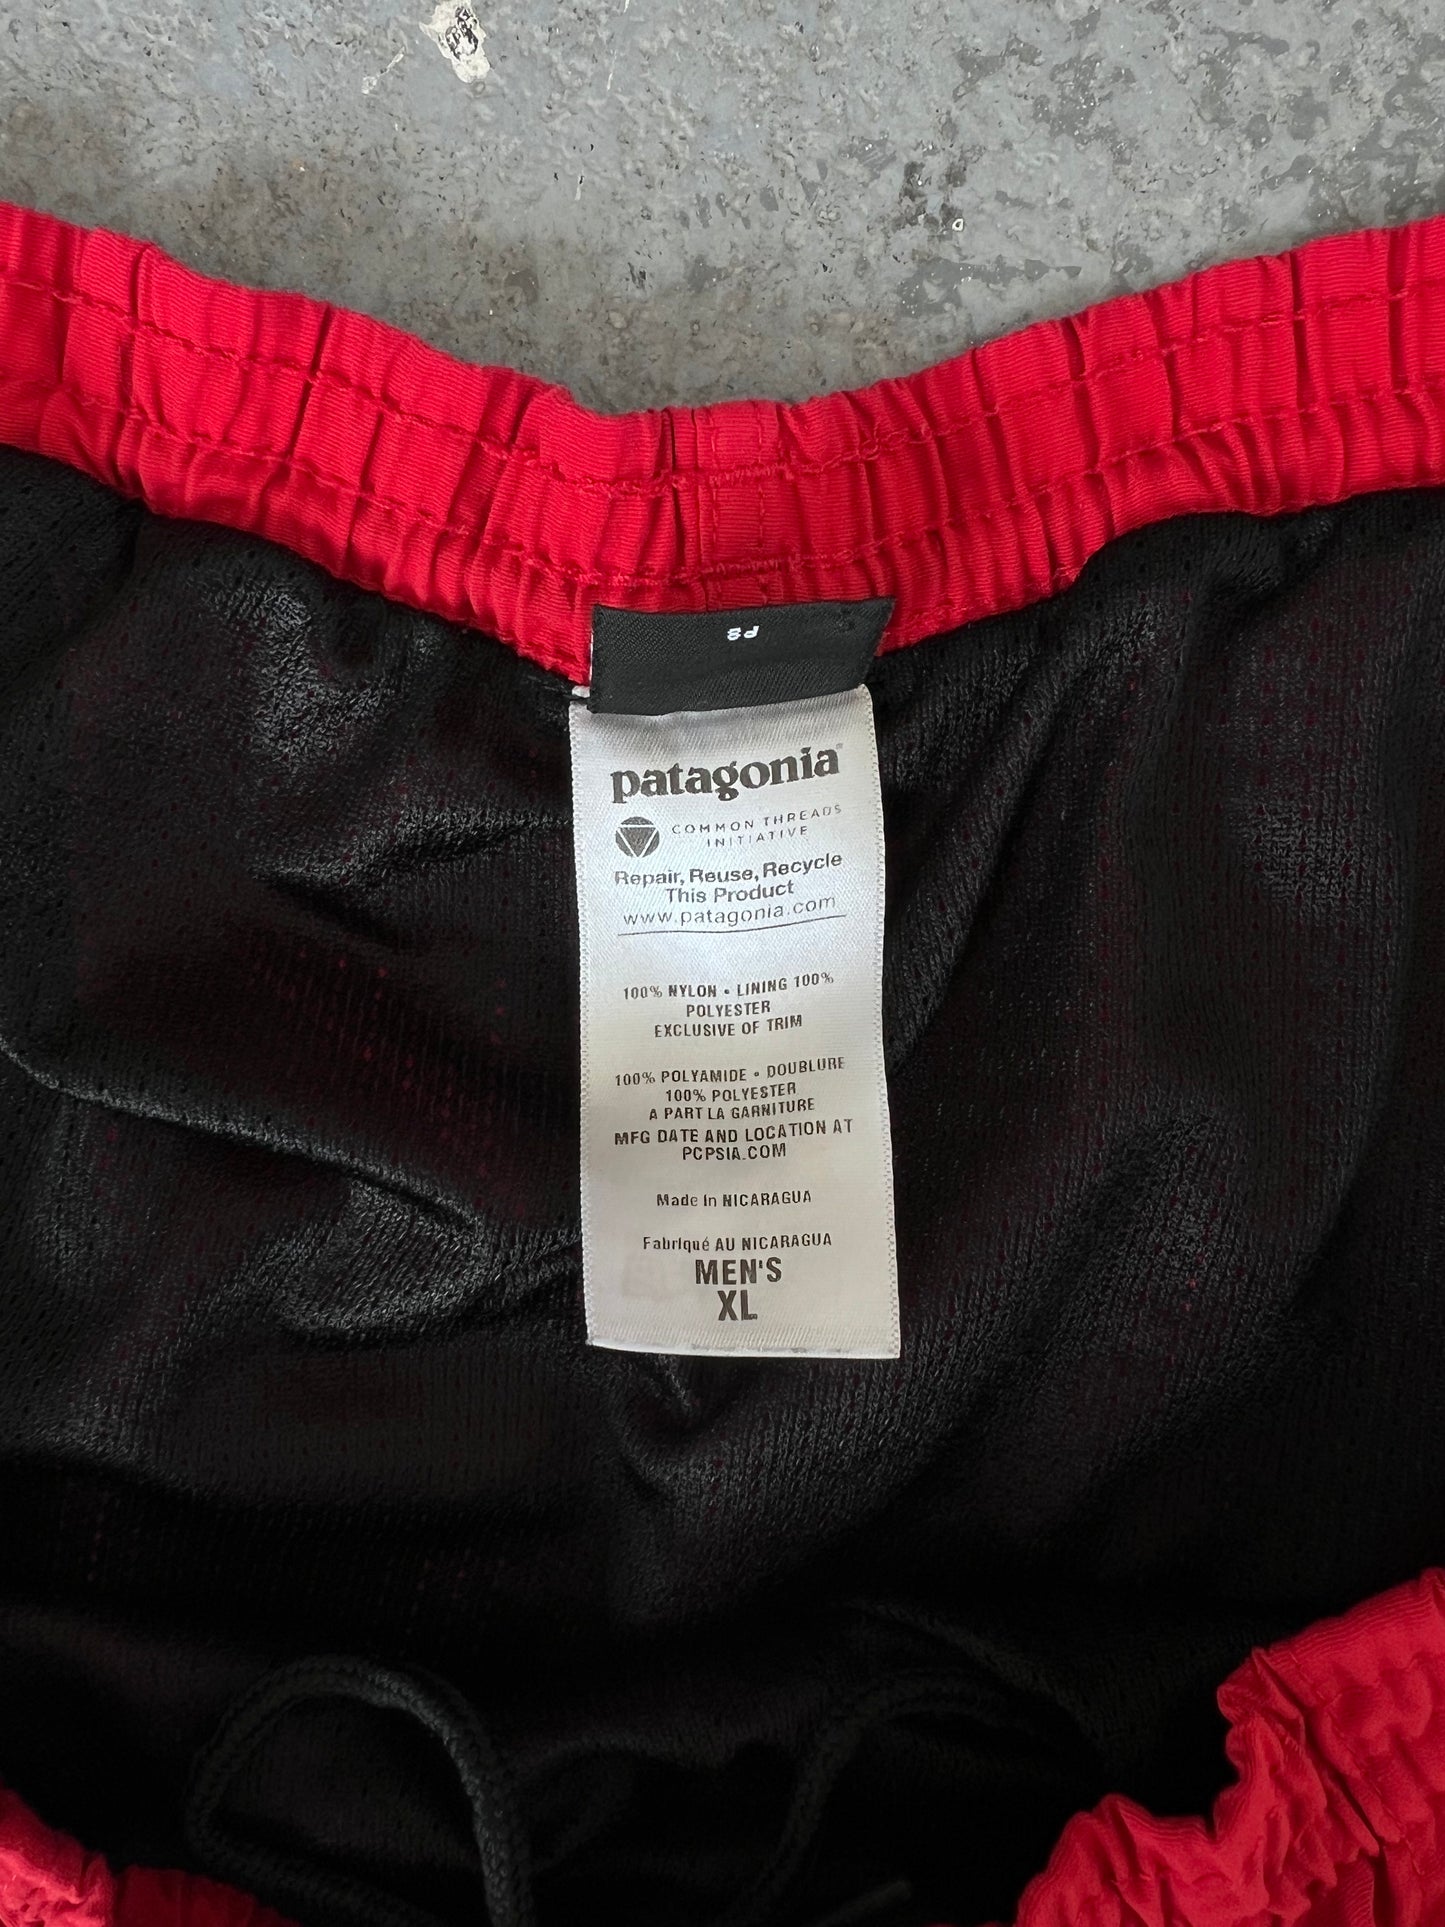 P8
patagonia®
COMMON THREADS
INITIATIVE
Repair, Reuse, Recycle
This Product
www.patagonia.com
100% NYLON • LINING 100%
POLYESTER
EXCLUSIVE OF TRIM
100% POLYAMIDE • DOUBLURE
100% POLYESTER
A PART LA GARNITURE
MFG DATE AND LOCATION AT
PCPSIA.COM
Made in NICARAGUA
Fabriqué AU NICARAGUA
MEN'S
XL